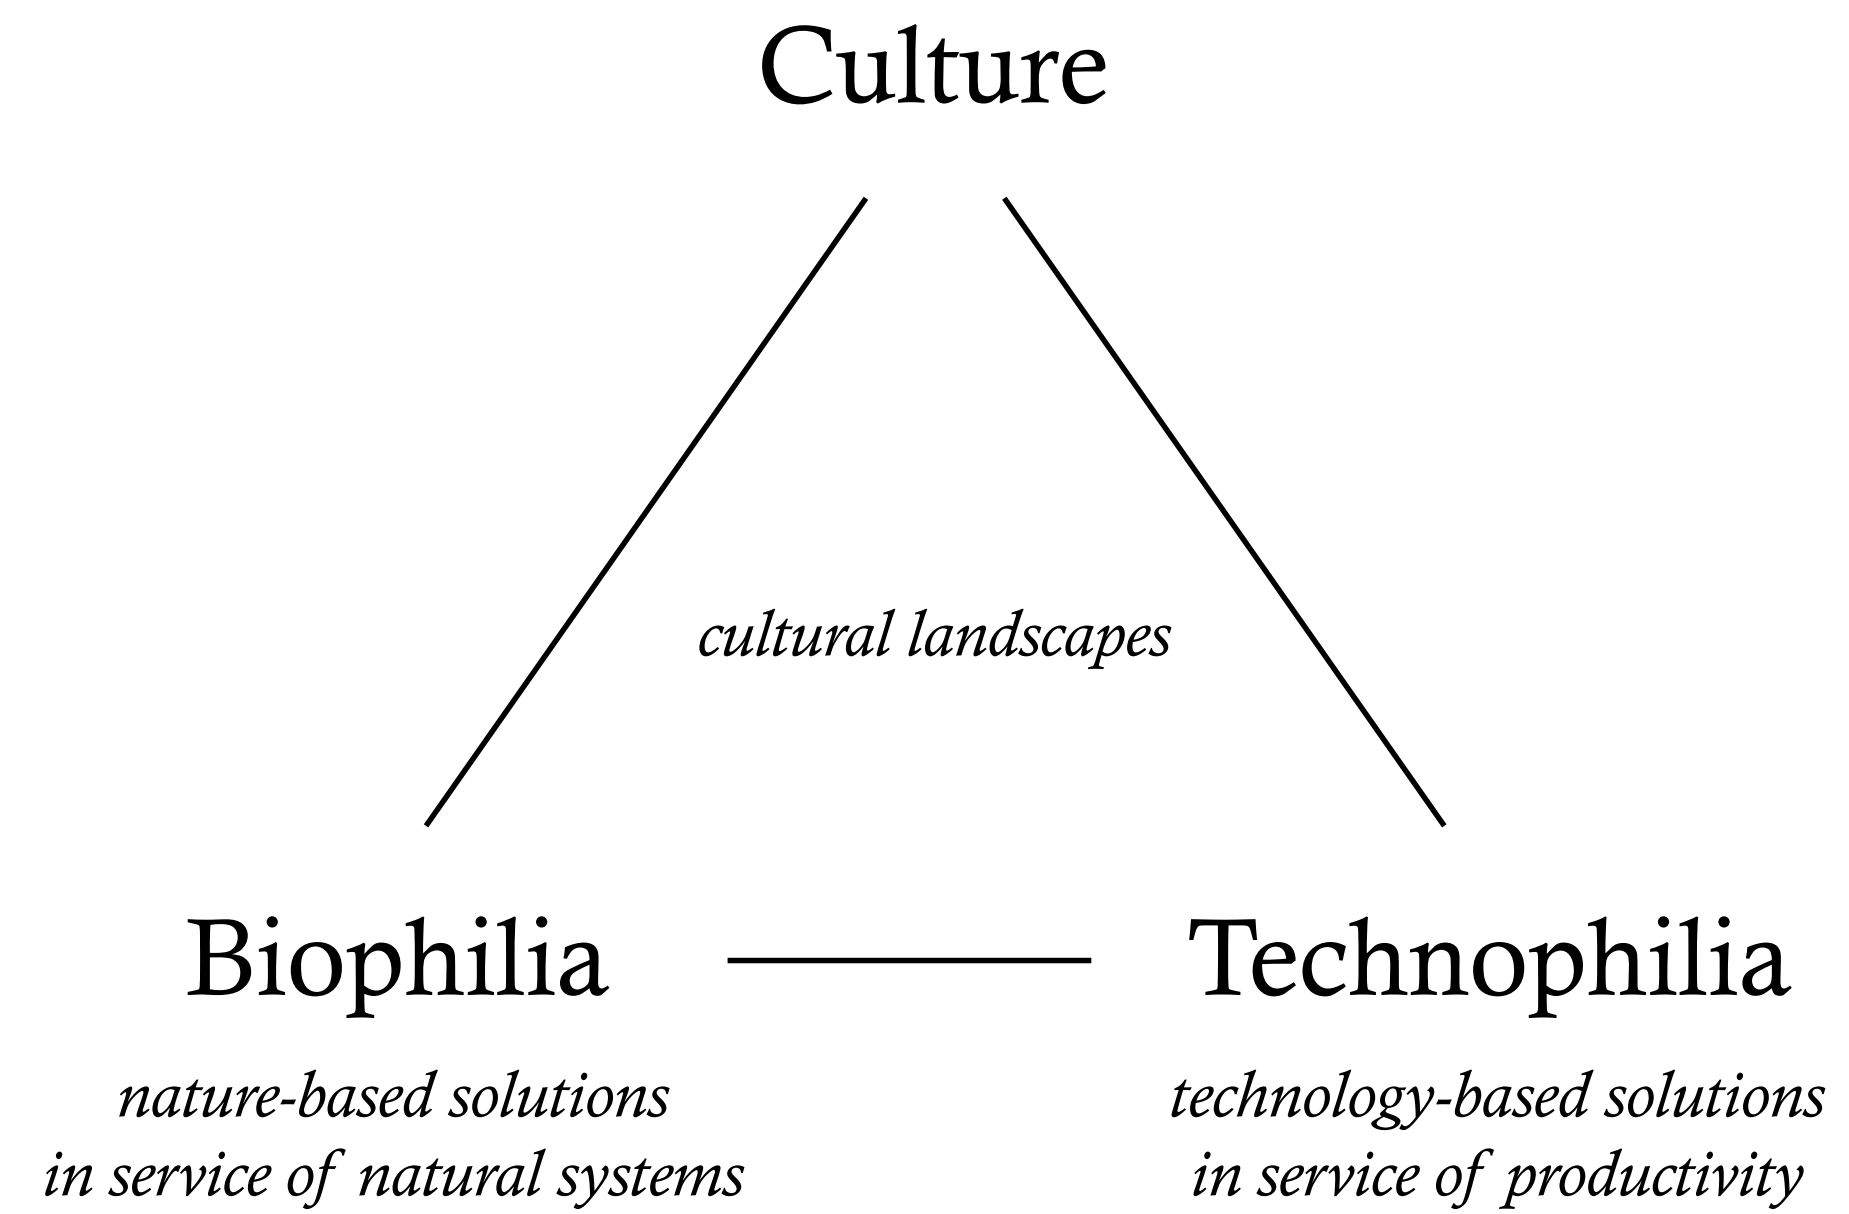 Culture
cultural landscapes
Biophilia
Technophilia
nature-based solutions
in service of natural systems
technology-based solutions
in service of productivity